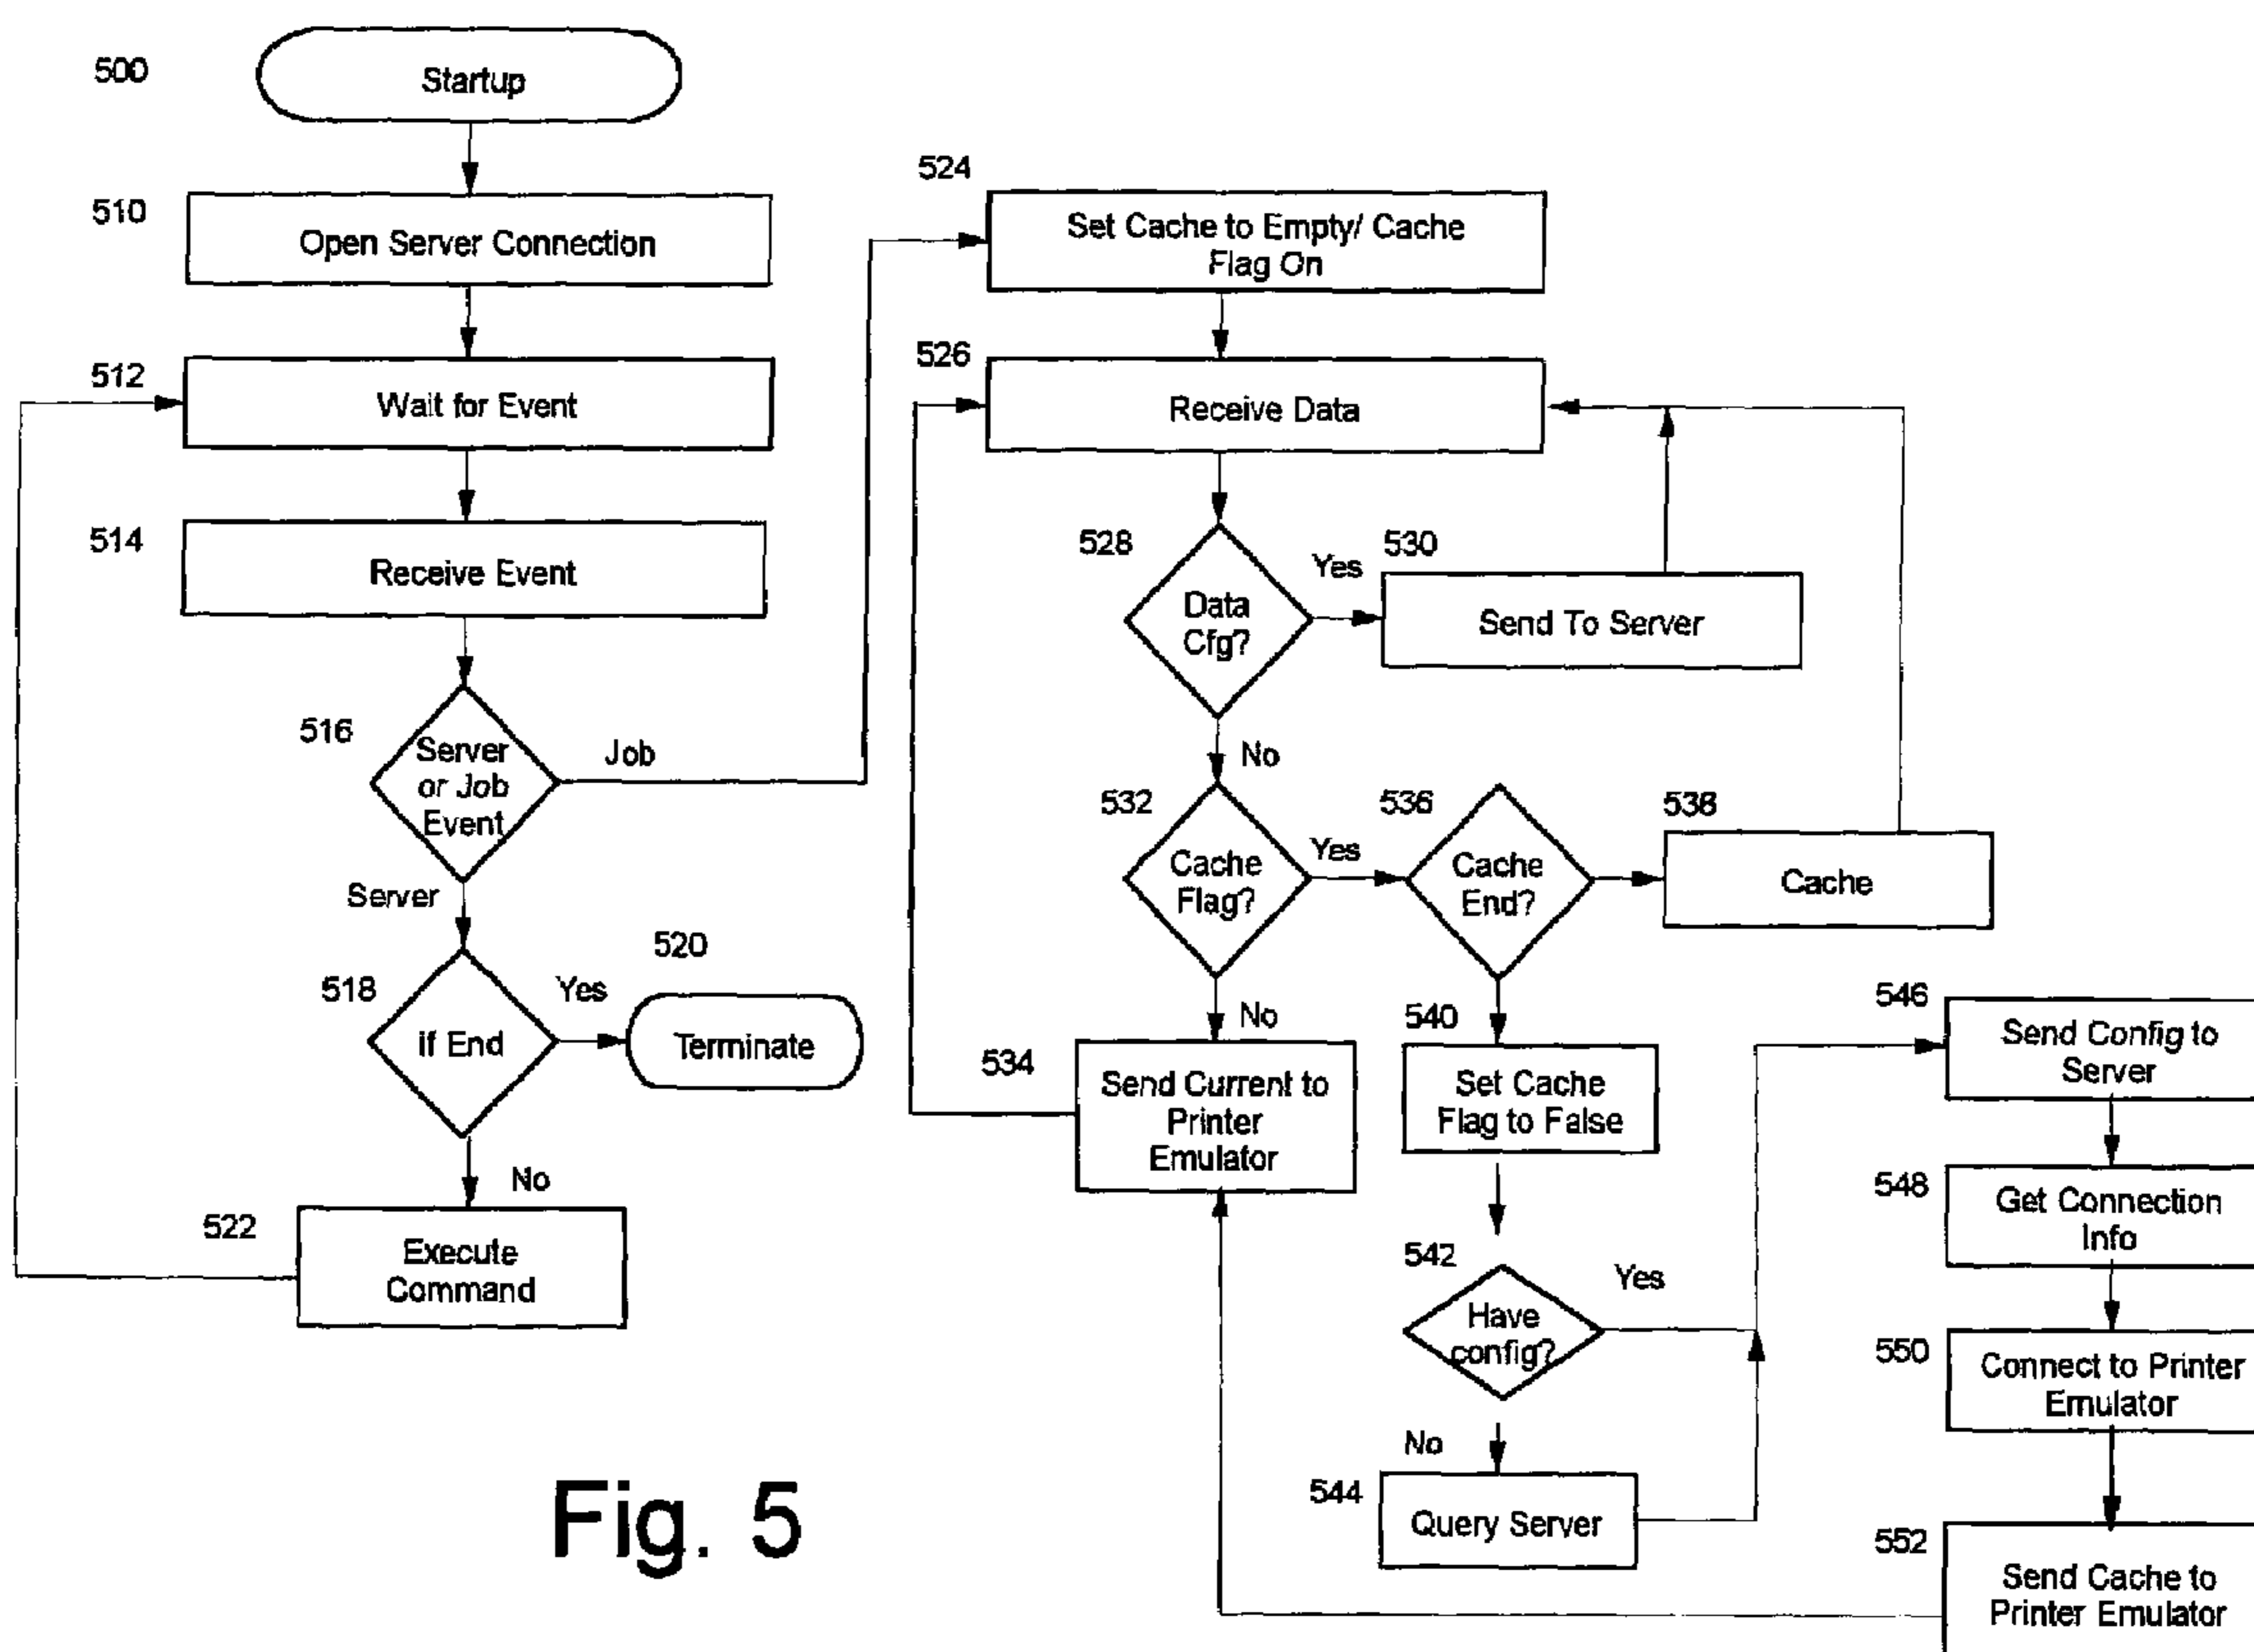 500
Startup
510
Open Server Connection
512
Wait for Event
514
Receive Event
516
Server
or Job
Event
Job
Server
518
if End
Yes
520
Terminate
No
522
Execute
Command
524
Set Cache to Empty/ Cache
Flag On
526
Receive Data
528
Data
Cfg?
Yes
530
Send To Server
No
532
Cache
Flag?
Yes
536
Cache
End?
538
Cache
No
534
Send Current to
Printer
Emulator
540
Set Cache
Flag to False
542
Have
config?
Yes
No
544
Query Server
546
Send Config to
Server
548
Get Connection
Info
550
Connect to Printer
Emulator
552
Send Cache to
Printer Emulator
Fig. 5